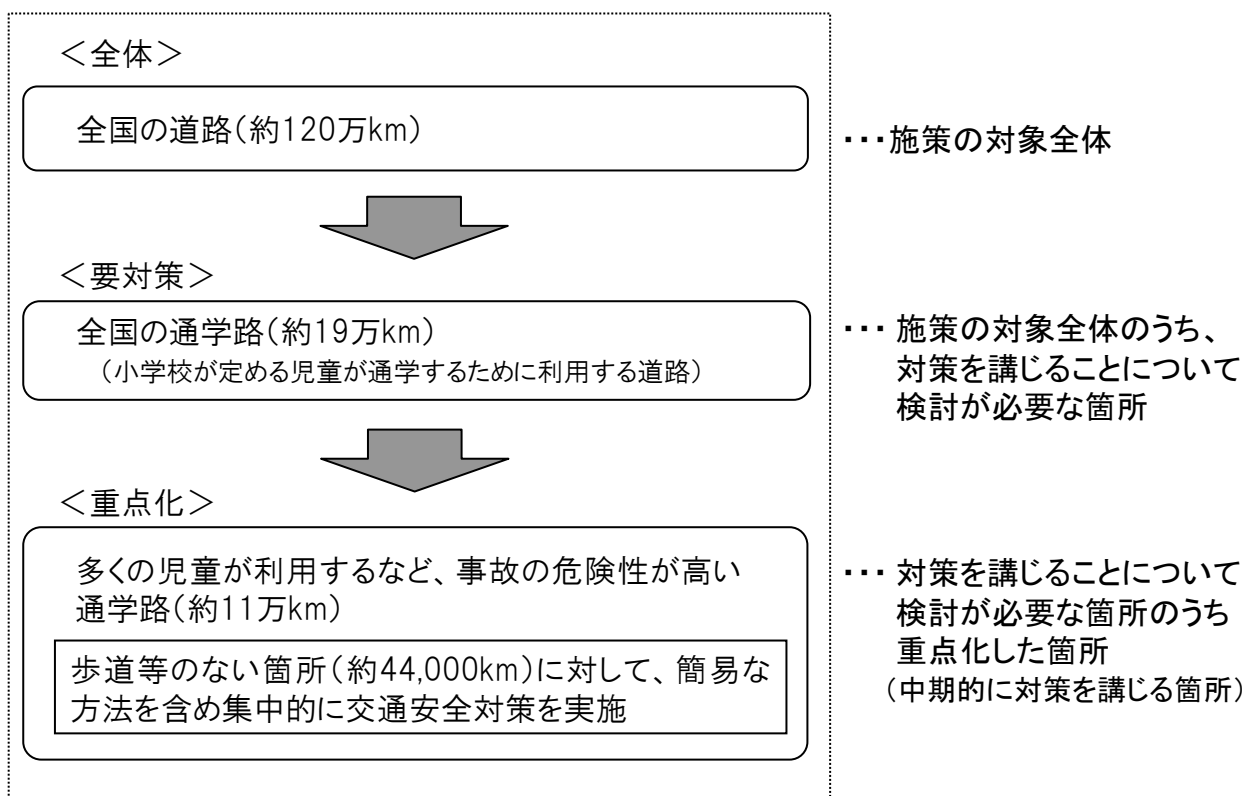 ＜全体＞
全国の道路（約120万km）
・・・施策の対象全体
＜要対策＞
全国の通学路（約19万km）
（小学校が定める児童が通学するために利用する道路）
・・・ 施策の対象全体のうち、
対策を講じることについて
検討が必要な箇所
＜重点化＞
多くの児童が利用するなど、事故の危険性が高い
通学路（約11万km）
歩道等のない箇所（約44,000km）に対して、簡易な
方法を含め集中的に交通安全対策を実施
・・・ 対策を講じることについて
検討が必要な箇所のうち
重点化した箇所
（中期的に対策を講じる箇所）